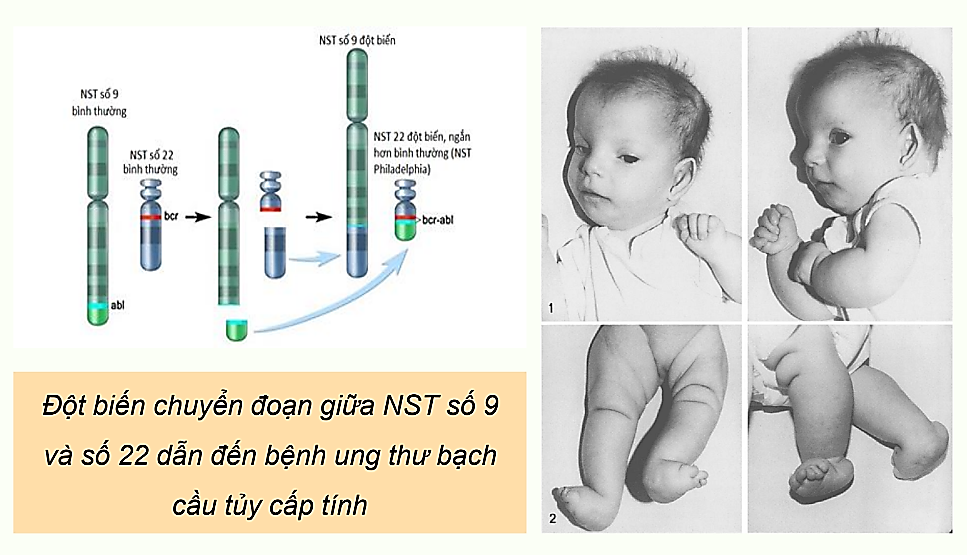 NST số 9 đột biến
NST số 9
bình thường
NST số 22
bình thường
NST 22 đột biến, ngắn
hơn bình thường (NST
Philadelphia)
bcr
bcr-abl
abl
1
2
Đột biến chuyển đoạn giữa NST số 9
và số 22 dẫn đến bệnh ung thư bạch
cầu tủy cấp tính